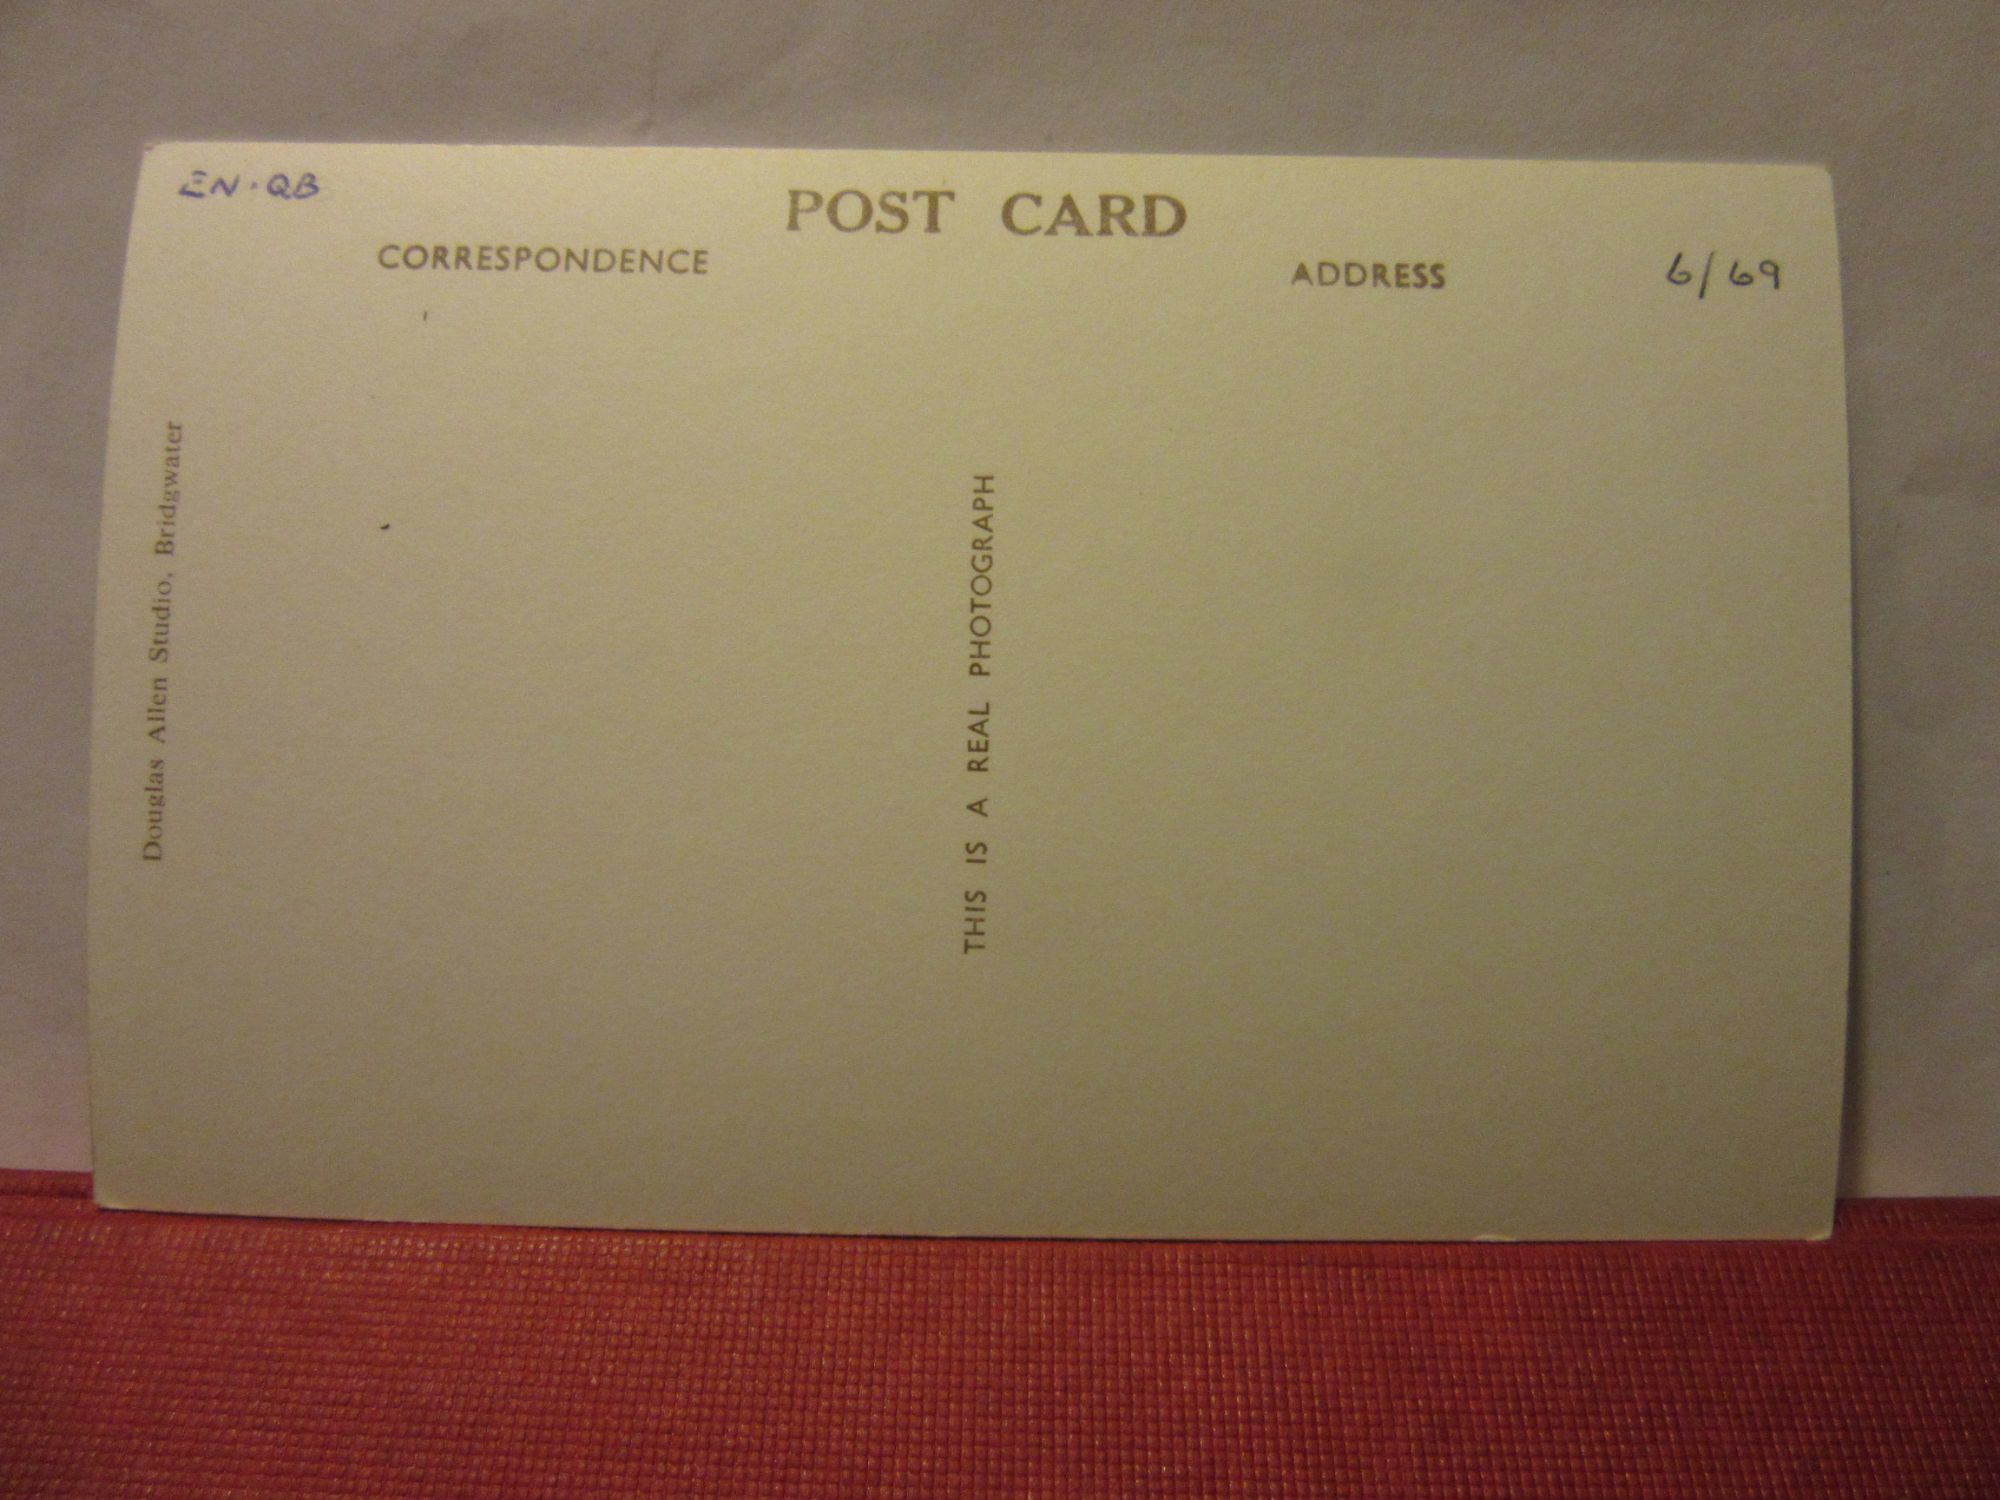 EN·QB
POST CARD
CORRESPONDENCE
ADDRESS
6/69
Douglas Allen Studio, Bridgwater
THIS IS A REAL PHOTOGRAPH